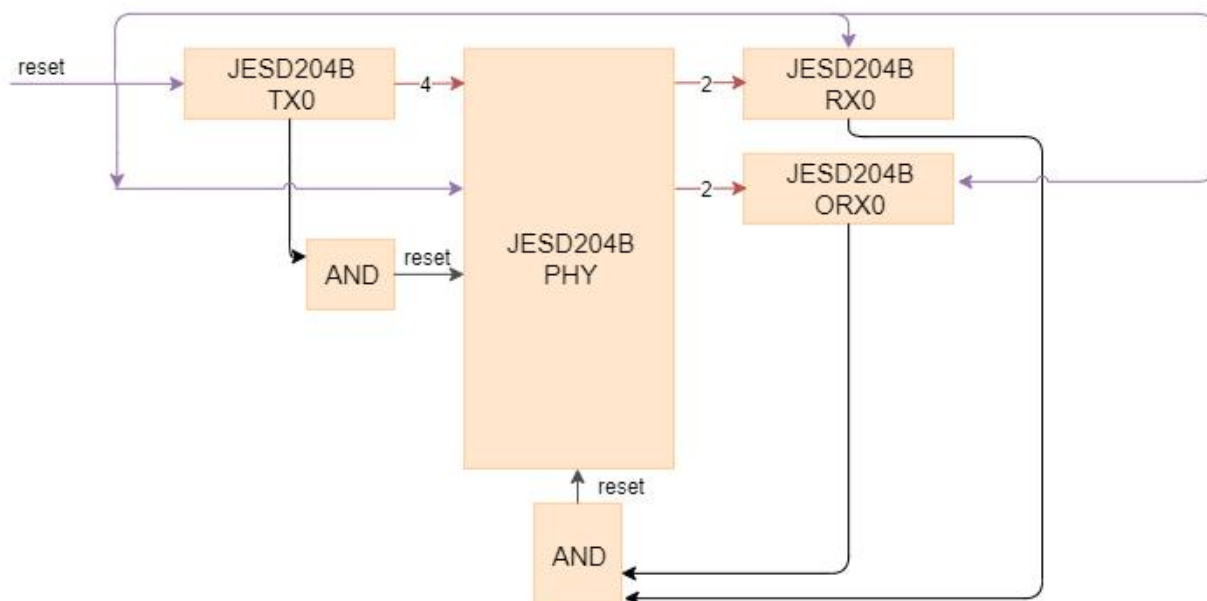 reset
JESD204B
TX0
4
2
JESD204B
RX0
2
JESD204B
ORX0
JESD204B
PHY
AND
reset
reset
AND